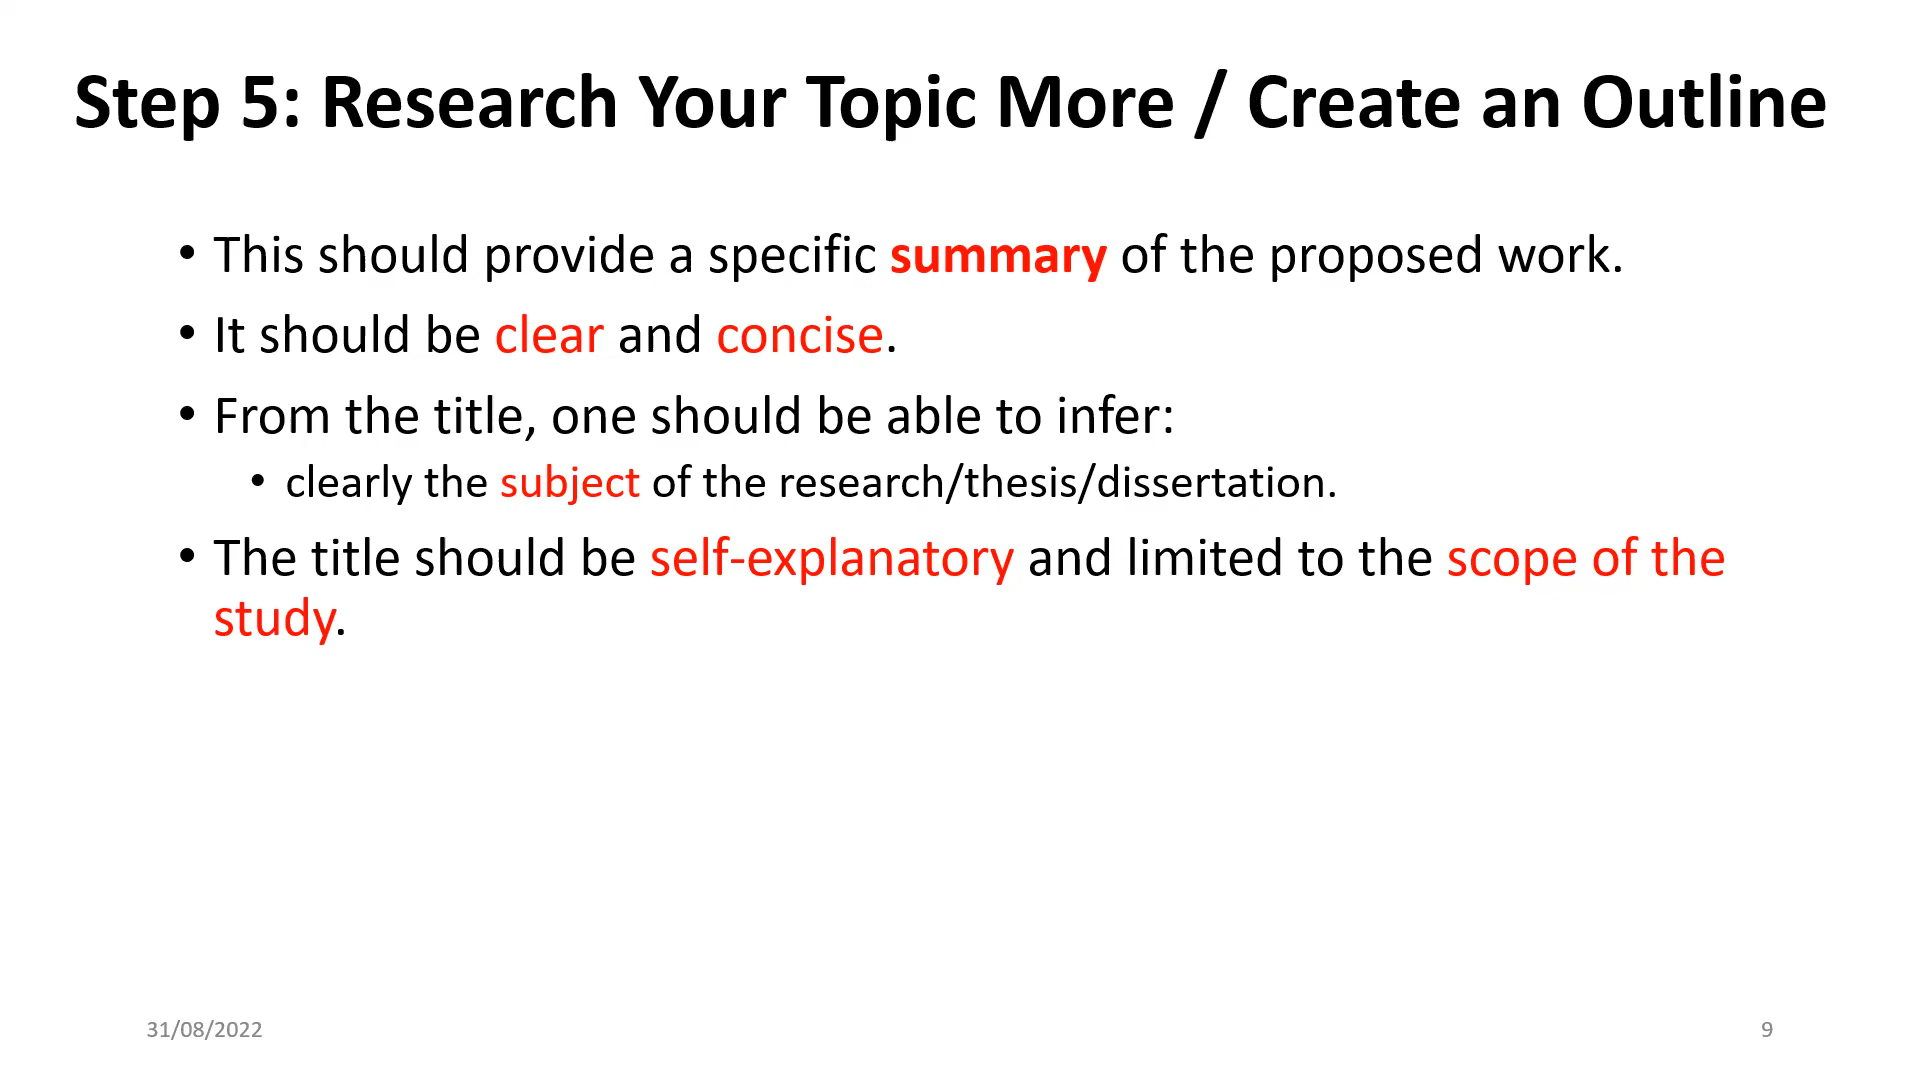 Step 5: Research Your Topic More / Create an Outline
• This should provide a specific summary of the proposed work.
• It should be clear and concise.
• From the title, one should be able to infer:
• clearly the subject of the research/thesis/dissertation.
• The title should be self-explanatory and limited to the scope of the
study.
31/08/2022
9